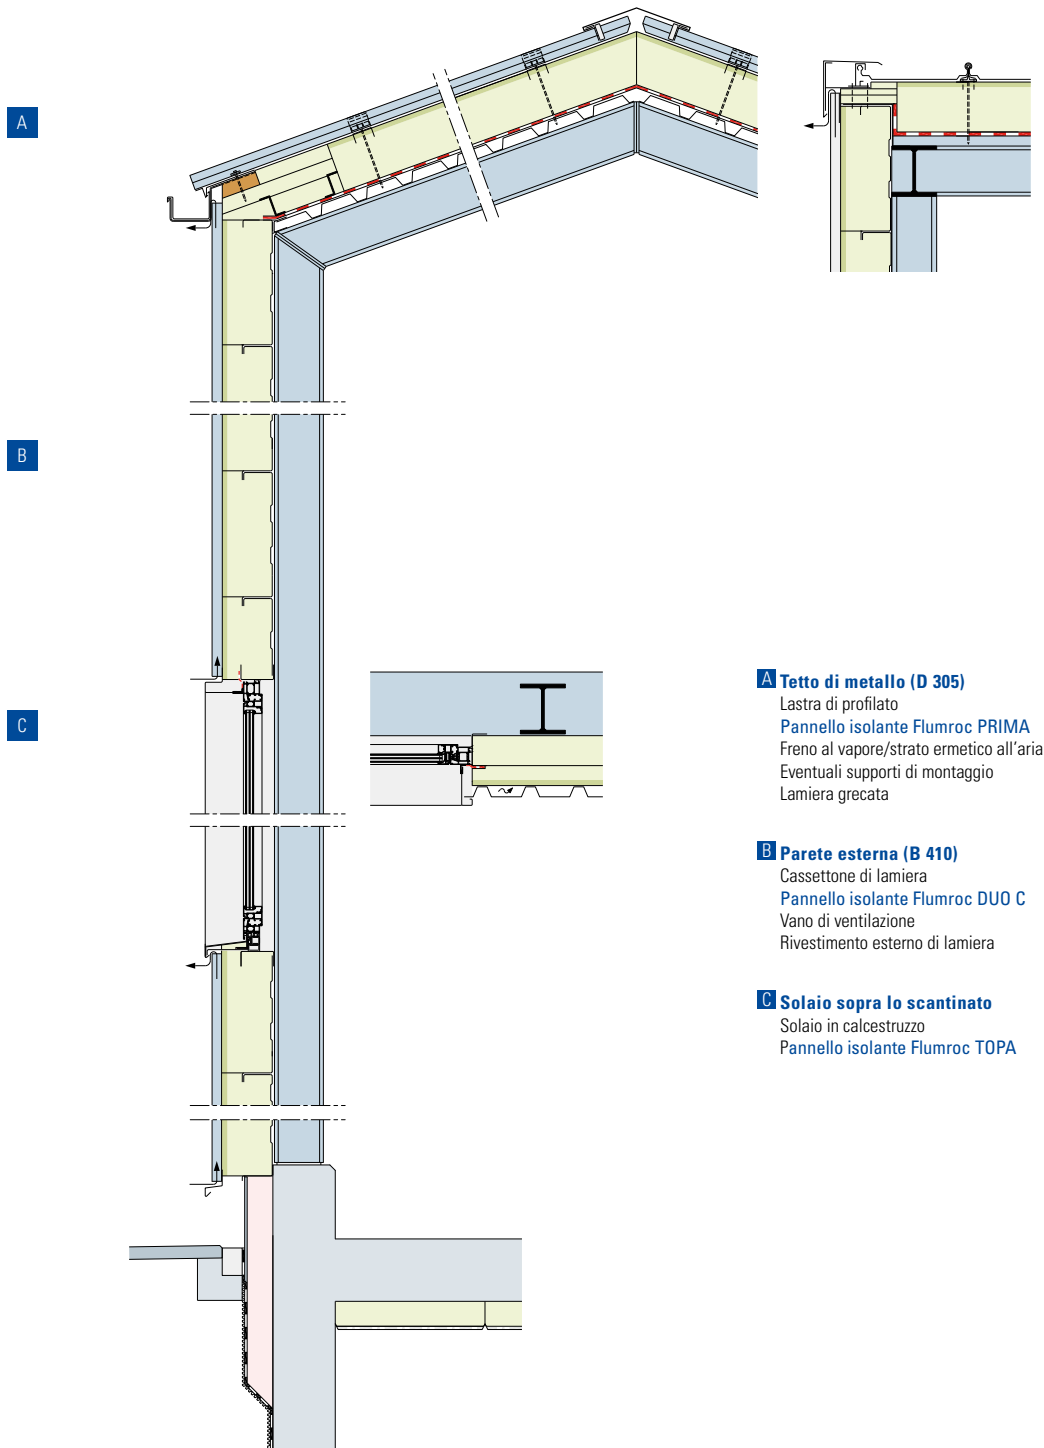 A
B
C
A Tetto di metallo (D 305)
Lastra di profilato
Pannello isolante Flumroc PRIMA
Freno al vapore/strato ermetico all'aria
Eventuali supporti di montaggio
Lamiera grecata
B Parete esterna (B 410)
Cassettone di lamiera
Pannello isolante Flumroc DUO C
Vano di ventilazione
Rivestimento esterno di lamiera
C Solaio sopra lo scantinato
Solaio in calcestruzzo
Pannello isolante Flumroc TOPA